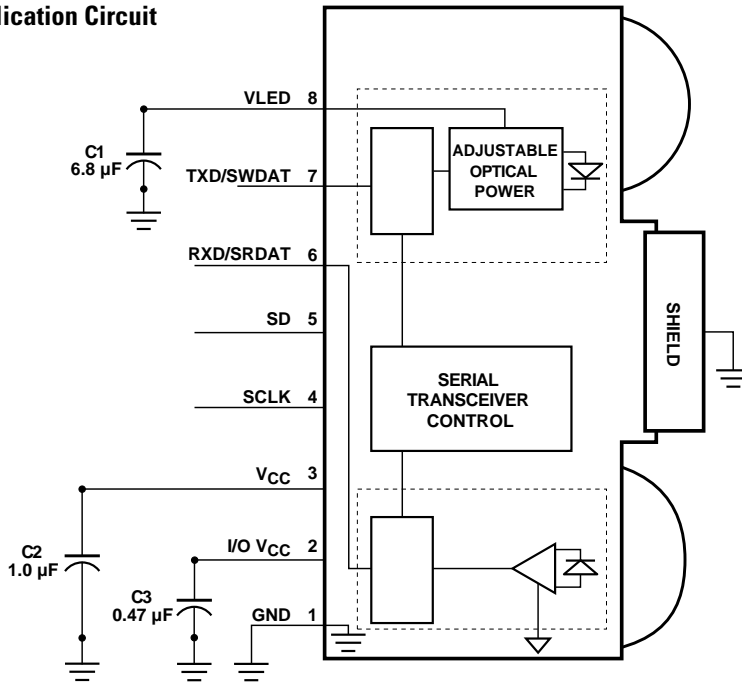 lication Circuit
VLED 8
C1
6.8 µF
ADJUSTABLE
OPTICAL
POWER
TXD/SWDAT 7
RXD/SRDAT 6
SD 5
SHIELD
SERIAL
TRANSCEIVER
CONTROL
SCLK 4
VCC 3
I/O VCC 2
C2
1.0 µF
C3
0.47 µF
GND 1